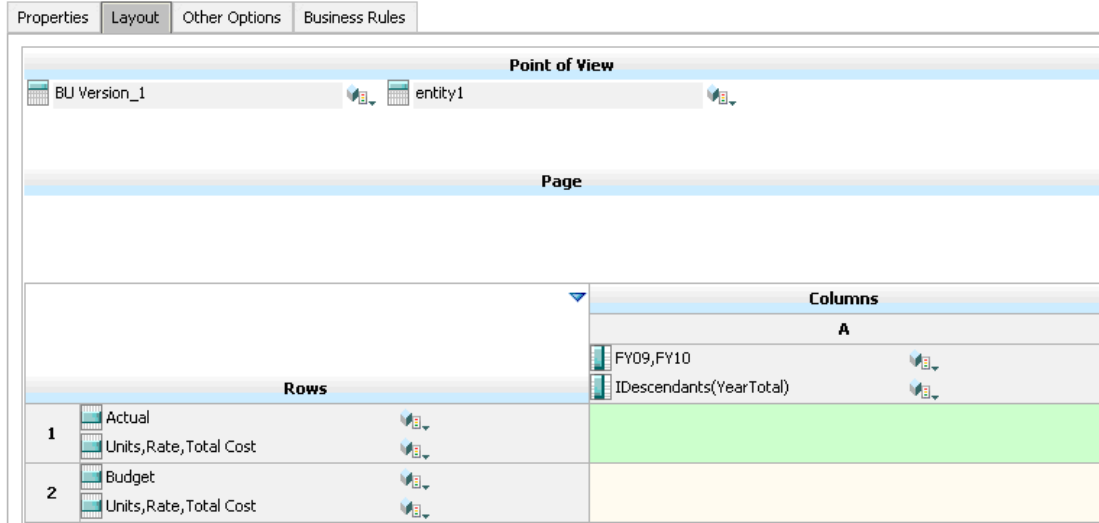 Properties Layout Other Options Business Rules
Point of View
BU Version_1 entity1
Page
Columns
A
FY09,FY10
Rows IDescendants(YearTotal)
1 Actual
Units,Rate,Total Cost
2 Budget
Units,Rate,Total Cost